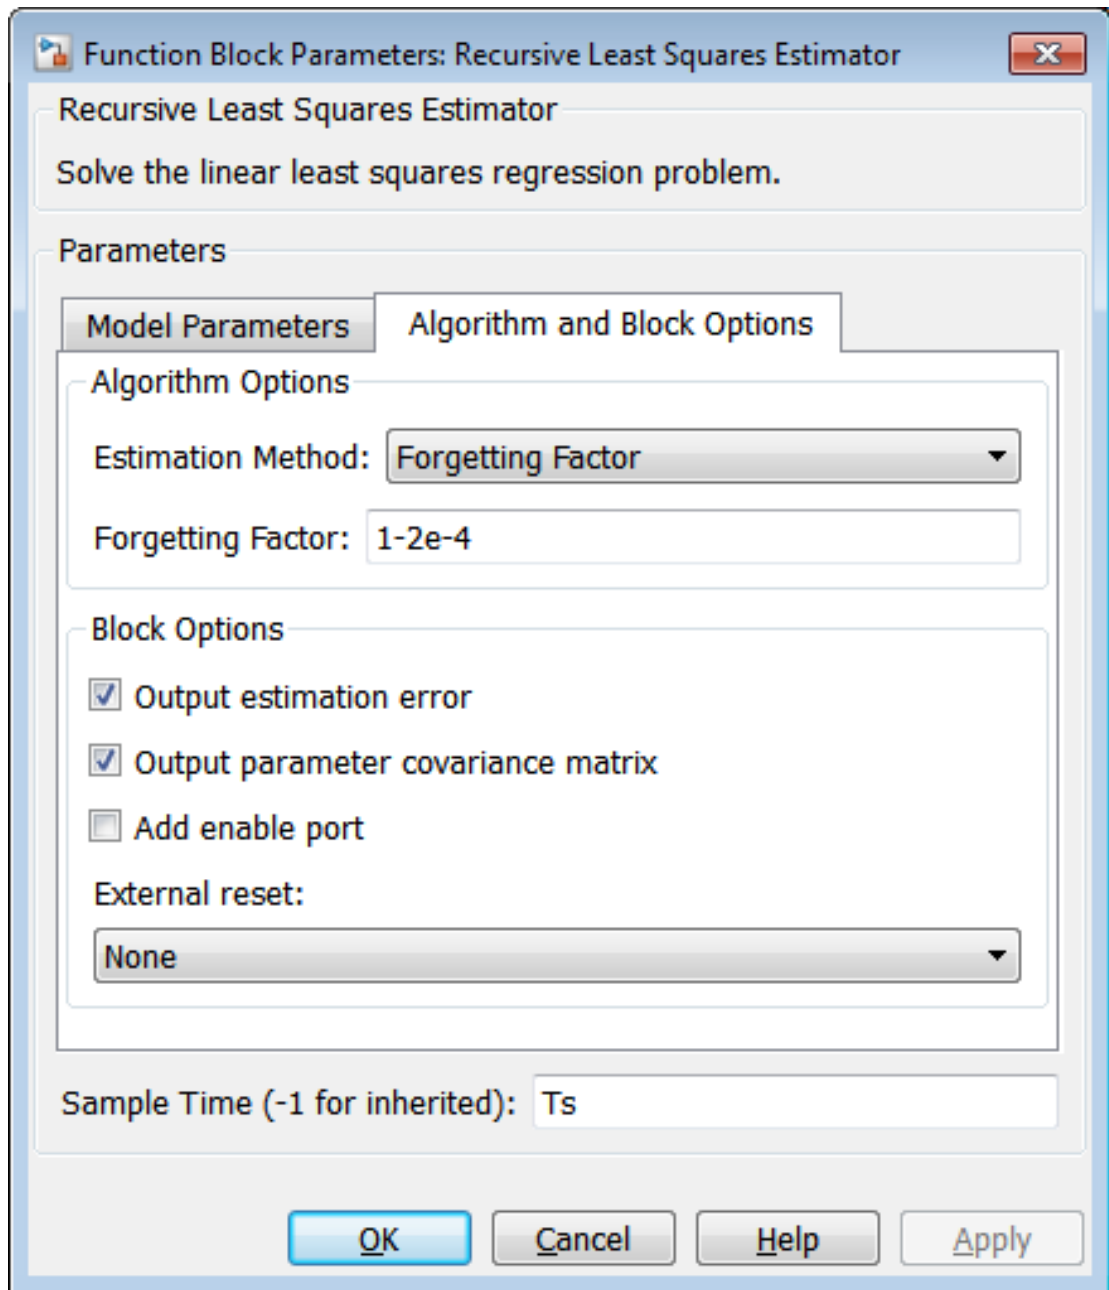 Function Block Parameters: Recursive Least Squares Estimator
Recursive Least Squares Estimator
Solve the linear least squares regression problem.
Parameters
Model Parameters
Algorithm and Block Options
Algorithm Options
Estimation Method: Forgetting Factor
Forgetting Factor: 1-2e-4
Block Options
Output estimation error
Output parameter covariance matrix
Add enable port
External reset:
None
Sample Time (-1 for inherited): Ts
OK Cancel Help Apply